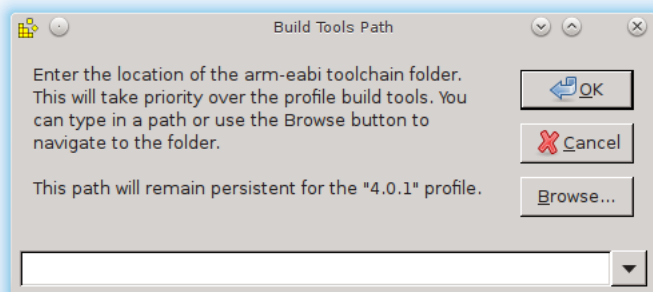 Build Tools Path
Enter the location of the arm-eabi toolchain folder.
This will take priority over the profile build tools. You
can type in a path or use the Browse button to
navigate to the folder.
This path will remain persistent for the "4.0.1" profile.
OK
Cancel
Browse...